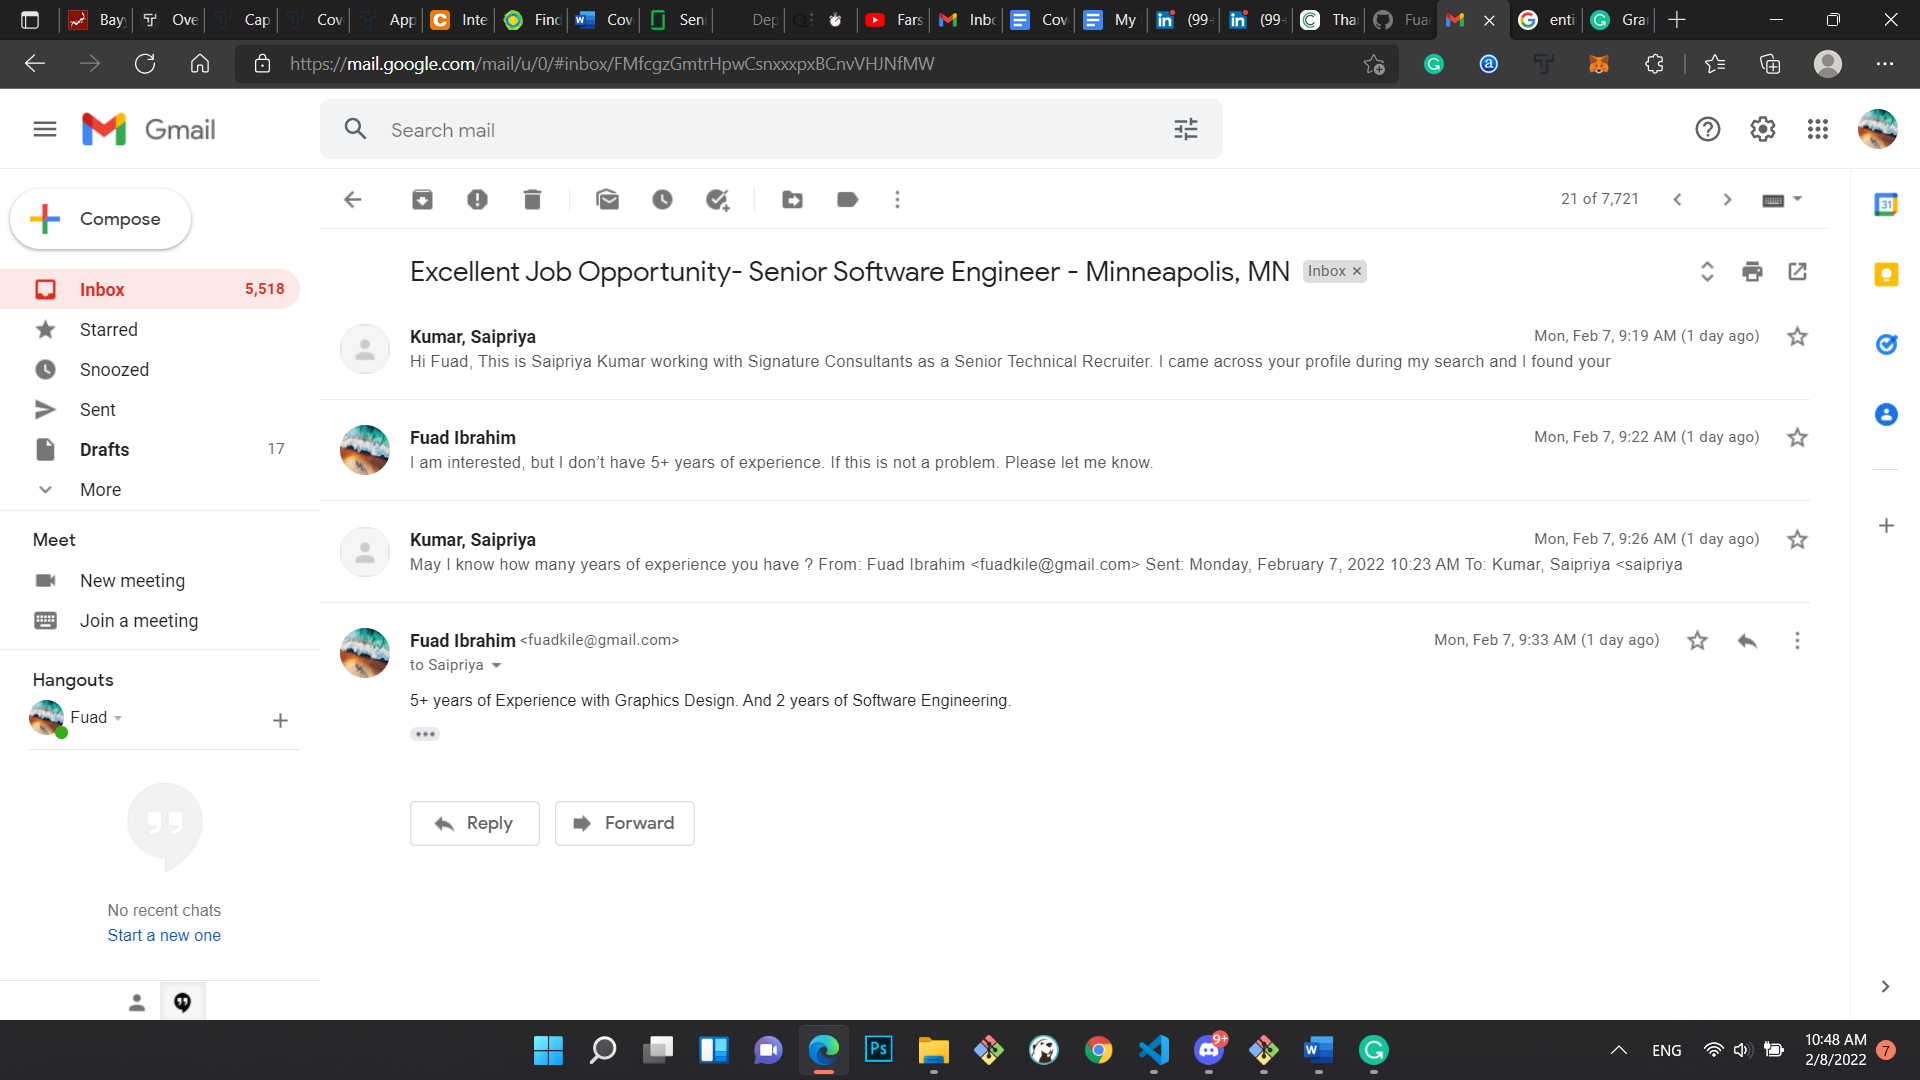 Bay
Ove
Cap
Cov
App
Inte
Find
Cov
Seni
Dep
Fars
Inbo
Cov
My
(99+
(99+
Thar
Fuad
enti
Gra
https://mail.google.com/mail/u/0/#inbox/FMfcgzGmtrHpwCsnxxxpxBCnvVHJNfMW
Gmail
Search mail
Compose
21 of 7,721
Inbox 5,518
Starred
Snoozed
Sent
Drafts 17
More
Meet
New meeting
Join a meeting
Hangouts
Fuad
No recent chats
Start a new one
Excellent Job Opportunity- Senior Software Engineer - Minneapolis, MN Inbox ×
Kumar, Saipriya Mon, Feb 7, 9:19 AM (1 day ago)
Hi Fuad, This is Saipriya Kumar working with Signature Consultants as a Senior Technical Recruiter. I came across your profile during my search and I found your
Fuad Ibrahim Mon, Feb 7, 9:22 AM (1 day ago)
I am interested, but I don’t have 5+ years of experience. If this is not a problem. Please let me know.
Kumar, Saipriya Mon, Feb 7, 9:26 AM (1 day ago)
May I know how many years of experience you have ? From: Fuad Ibrahim <fuadkile@gmail.com> Sent: Monday, February 7, 2022 10:23 AM To: Kumar, Saipriya <saipriya
Fuad Ibrahim <fuadkile@gmail.com> Mon, Feb 7, 9:33 AM (1 day ago)
to Saipriya
5+ years of Experience with Graphics Design. And 2 years of Software Engineering.
Reply
Forward
31
Ps
9+
W
ENG
10:48 AM
2/8/2022
7